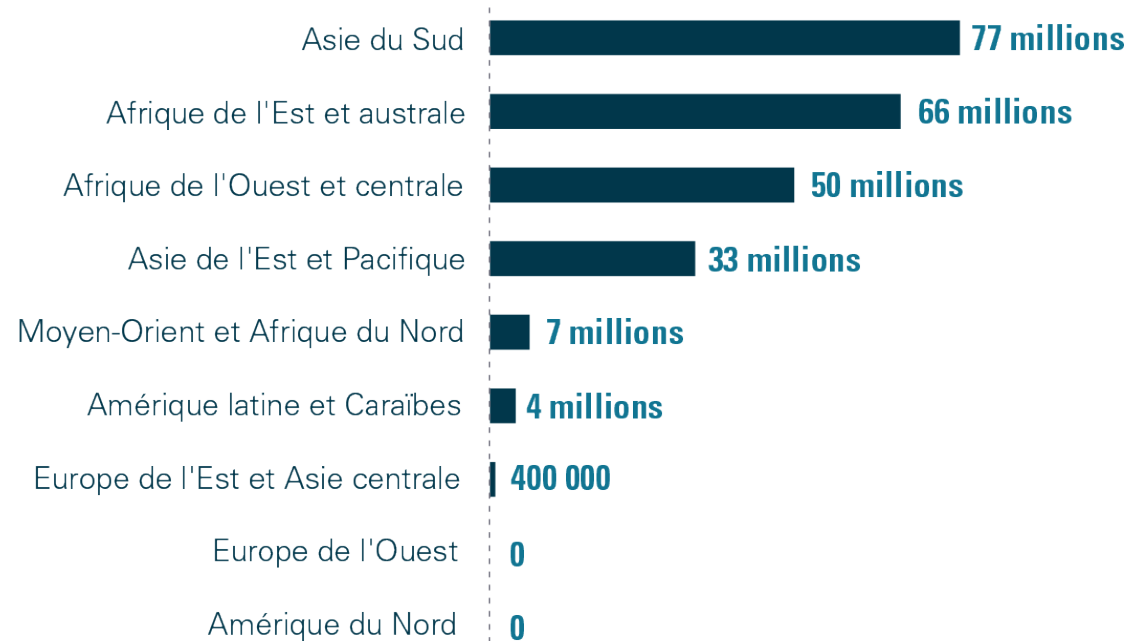 Asie du Sud 77 millions
Afrique de l'Est et australe 66 millions
Afrique de l'Ouest et centrale 50 millions
Asie de l'Est et Pacifique 33 millions
Moyen-Orient et Afrique du Nord 7 millions
Amérique latine et Caraïbes 4 millions
Europe de l'Est et Asie centrale 400 000
Europe de l'Ouest 0
Amérique du Nord 0